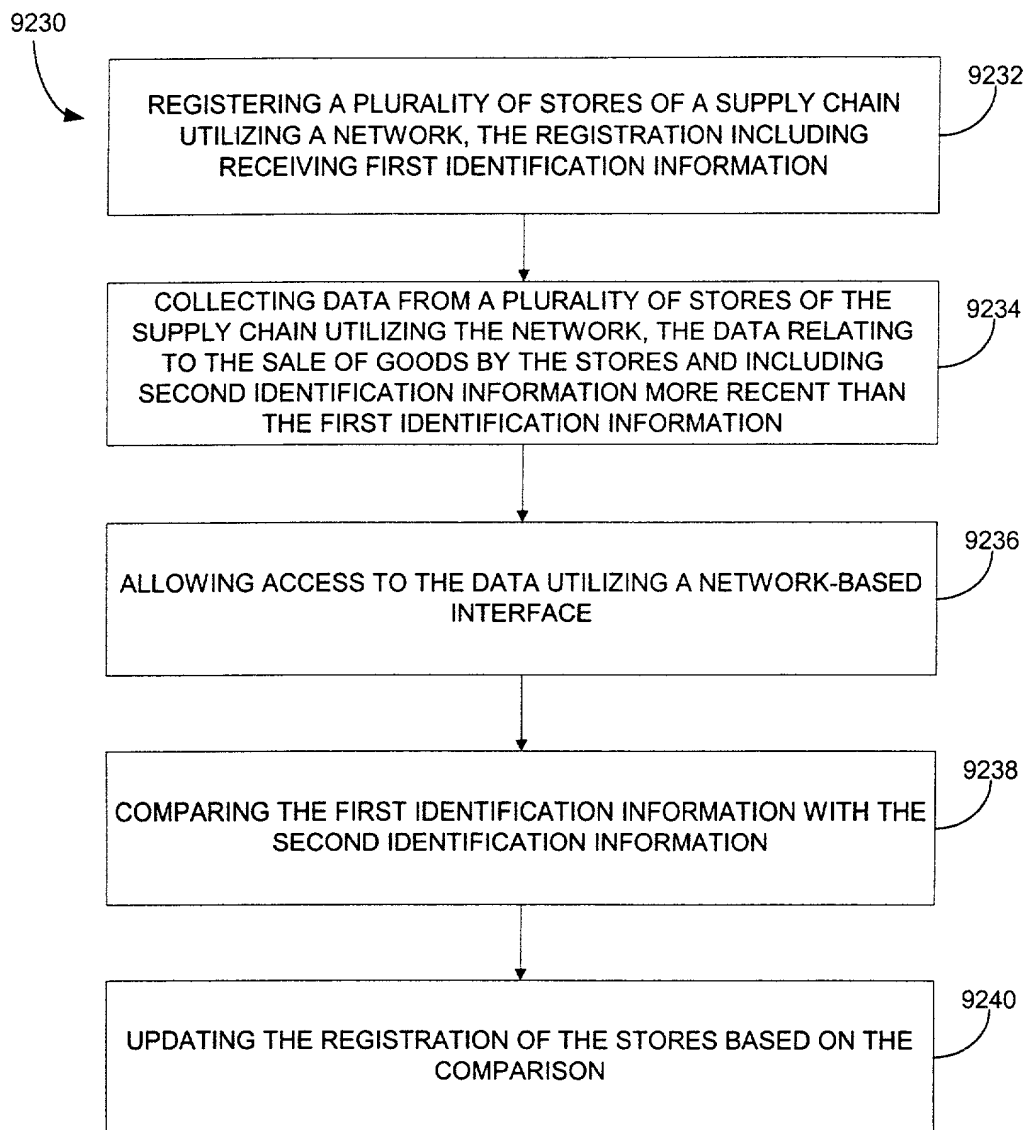 9230
9232
REGISTERING A PLURALITY OF STORES OF A SUPPLY CHAIN
UTILIZING A NETWORK, THE REGISTRATION INCLUDING
RECEIVING FIRST IDENTIFICATION INFORMATION
9234
COLLECTING DATA FROM A PLURALITY OF STORES OF THE
SUPPLY CHAIN UTILIZING THE NETWORK, THE DATA RELATING
TO THE SALE OF GOODS BY THE STORES AND INCLUDING
SECOND IDENTIFICATION INFORMATION MORE RECENT THAN
THE FIRST IDENTIFICATION INFORMATION
9236
ALLOWING ACCESS TO THE DATA UTILIZING A NETWORK-BASED
INTERFACE
9238
COMPARING THE FIRST IDENTIFICATION INFORMATION WITH THE
SECOND IDENTIFICATION INFORMATION
9240
UPDATING THE REGISTRATION OF THE STORES BASED ON THE
COMPARISON